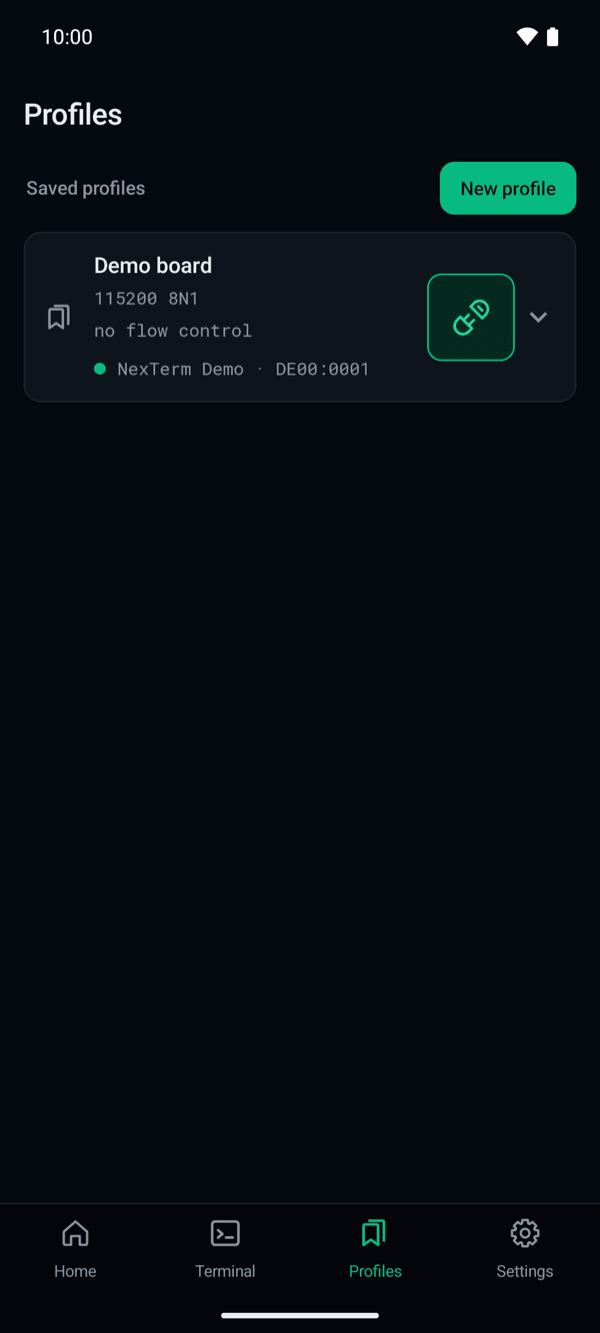 10:00
Profiles
Saved profiles
New profile
Demo board
115200 8N1
no flow control
NexTerm Demo · DE00:0001
Home
Terminal
Profiles
Settings